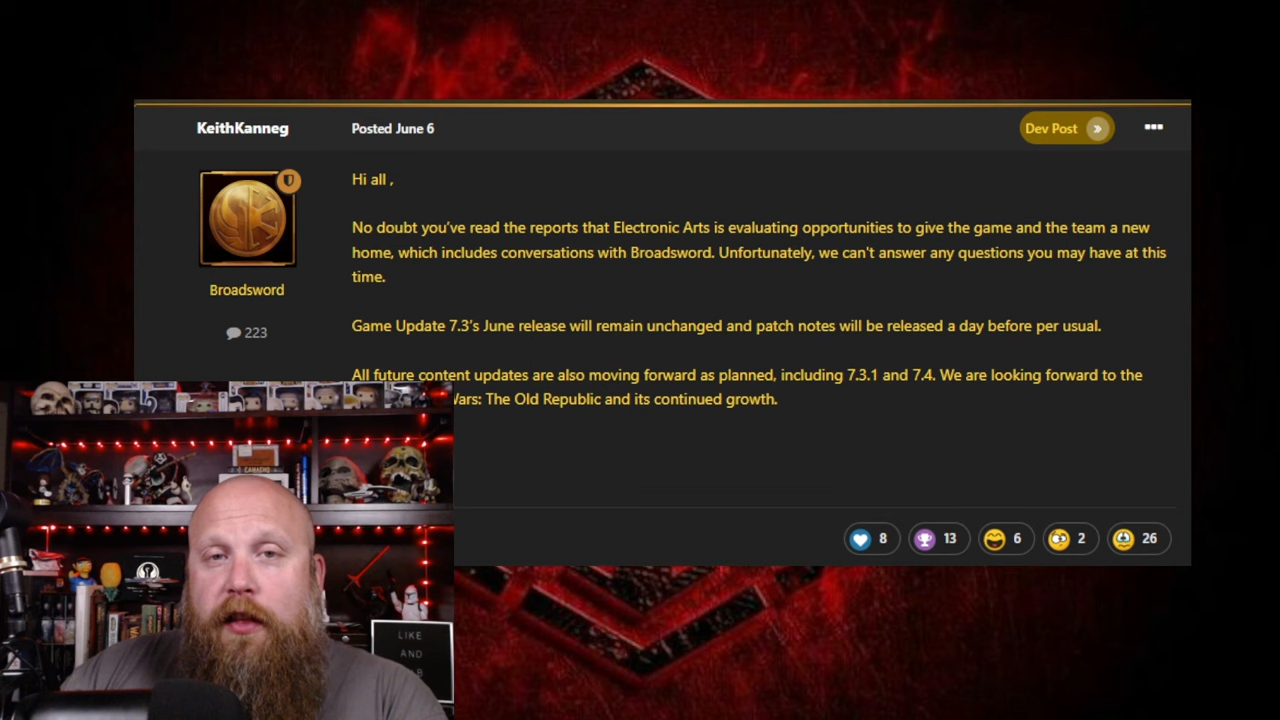 KeithKanneg
Posted June 6
Dev Post
Hi all ,
No doubt you've read the reports that Electronic Arts is evaluating opportunities to give the game and the team a new
home, which includes conversations with Broadsword. Unfortunately, we can't answer any questions you may have at this
time.
Broadsword
223
Game Update 7.3's June release will remain unchanged and patch notes will be released a day before per usual.
All future content updates are also moving forward as planned, including 7.3.1 and 7.4. We are looking forward to the
Wars: The Old Republic and its continued growth.
8
13
6
2
26
CAMACHO
LIKE
AND